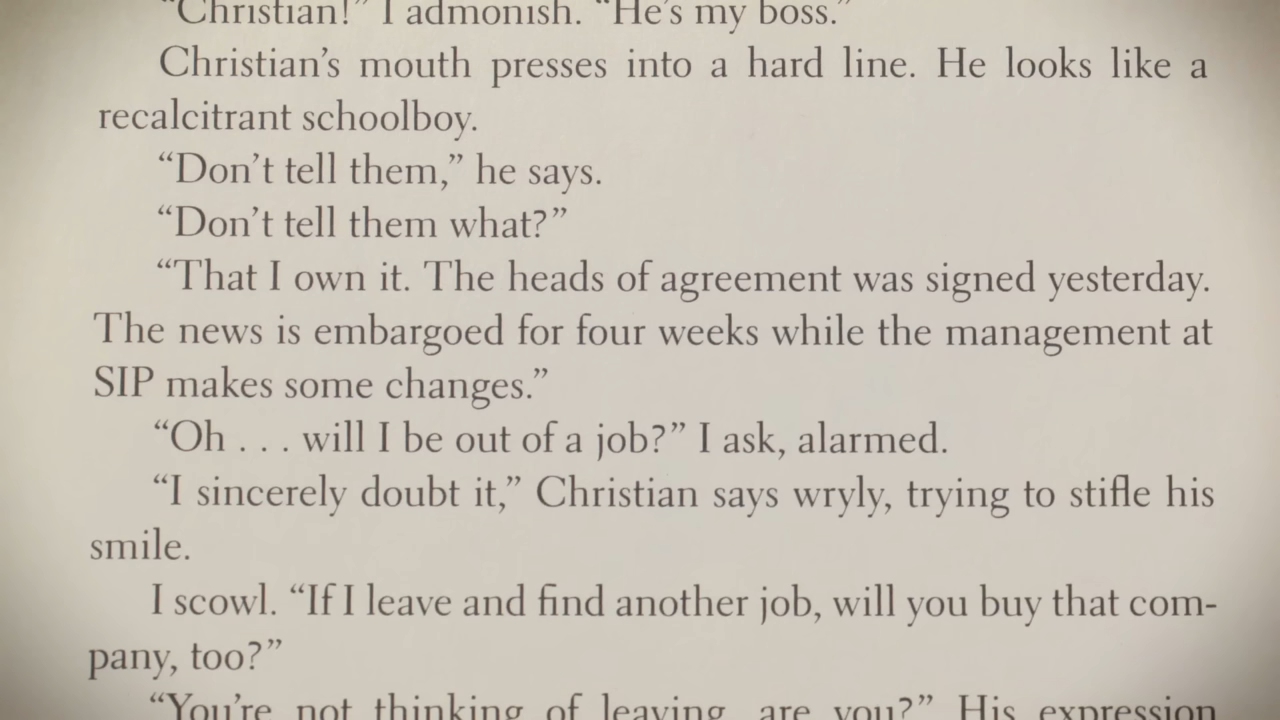 “Christian!” I admonish. “He’s my boss.”
Christian’s mouth presses into a hard line. He looks like a
recalcitrant schoolboy.
“Don’t tell them,” he says.
“Don’t tell them what?”
“That I own it. The heads of agreement was signed yesterday.
The news is embargoed for four weeks while the management at
SIP makes some changes.”
“Oh . . . will I be out of a job?” I ask, alarmed.
“I sincerely doubt it,” Christian says wryly, trying to stifle his
smile.
I scowl. “If I leave and find another job, will you buy that com-
pany, too?”
“You’re not thinking of leaving, are you?” His expression